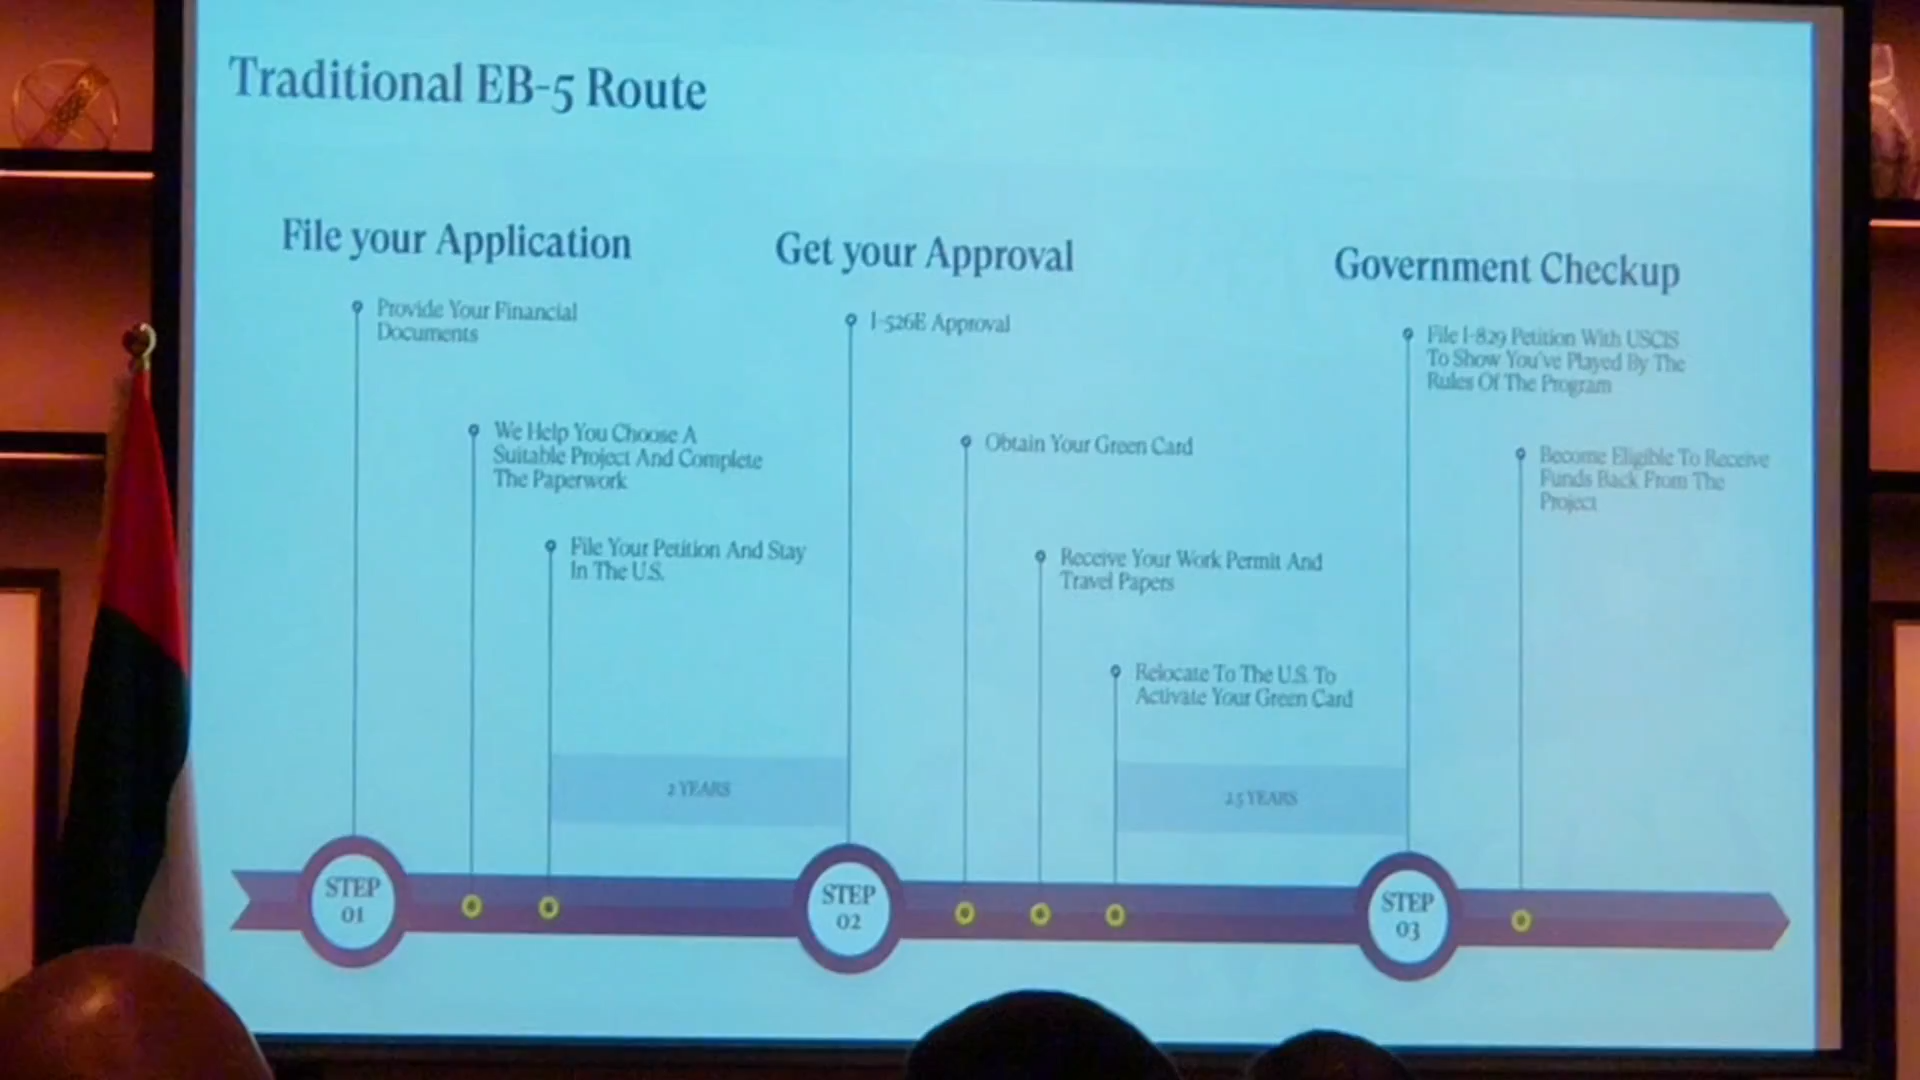 Traditional EB-5 Route
File your Application
Provide Your Financial
Documents
We Help You Choose A
Suitable Project And Complete
The Paperwork
File Your Petition And Stay
In The U.S.
2 YEARS
Get your Approval
I-526E Approval
Obtain Your Green Card
Receive Your Work Permit And
Travel Papers
Relocate To The U.S. To
Activate Your Green Card
2.5 YEARS
Government Checkup
File I-829 Petition With USCIS
To Show You've Played By The
Rules Of The Program
Become Eligible To Receive
Funds Back From The
Project
STEP
01
STEP
02
STEP
03